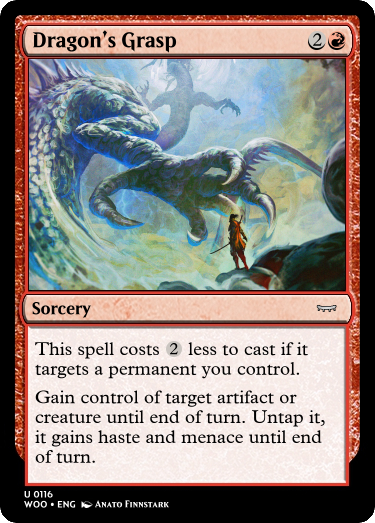 Dragon's Grasp 2
Sorcery
This spell costs 2 less to cast if it
targets a permanent you control.
Gain control of target artifact or
creature until end of turn. Untap it,
it gains haste and menace until end
of turn.
U 0116
WOO • ENG Anato Finnstark